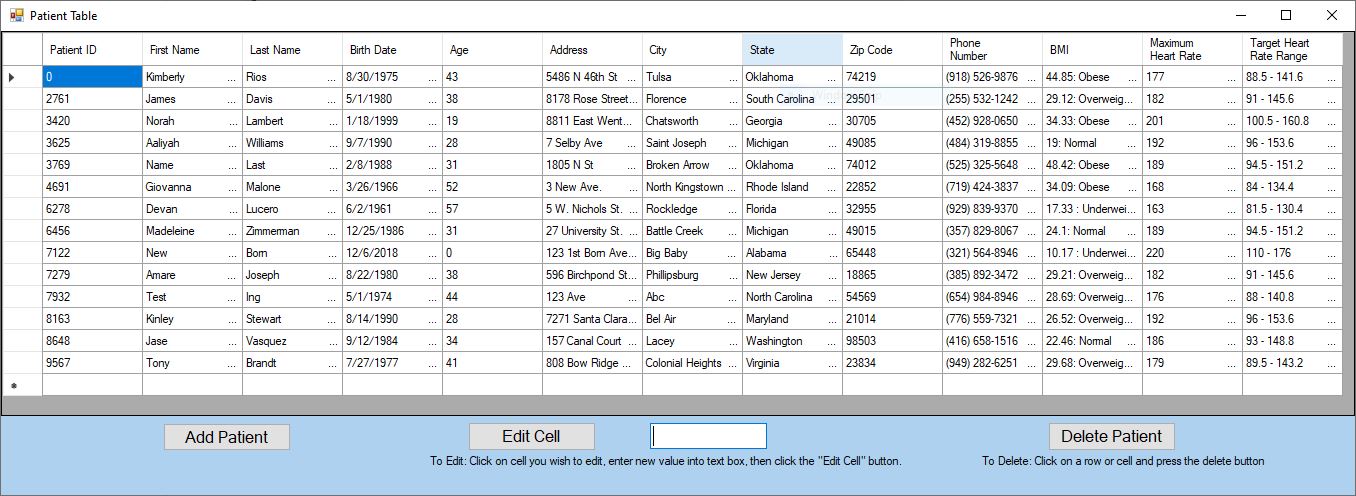 Patient Table
Patient ID First Name Last Name Birth Date Age Address City State Zip Code Phone Number BMI Maximum Heart Rate Target Heart Rate Range
0 Kimberly ... Rios ... 8/30/1975 ... 43 5486 N 46th St ... Tulsa ... Oklahoma ... 74219 (918) 526-9876 ... 44.85: Obese ... 177 ... 88.5 - 141.6 ...
2761 James ... Davis ... 5/1/1980 ... 38 8178 Rose Street... Florence ... South Carolina ... 29501 (255) 532-1242 ... 29.12: Overweig... 182 ... 91 - 145.6 ...
3420 Norah ... Lambert ... 1/18/1999 ... 19 8811 East Went... Chatsworth ... Georgia ... 30705 (452) 928-0650 ... 34.33: Obese ... 201 ... 100.5 - 160.8 ...
3625 Aaliyah ... Williams ... 9/7/1990 ... 28 7 Selby Ave ... Saint Joseph ... Michigan ... 49085 (484) 319-8855 ... 19: Normal ... 192 ... 96 - 153.6 ...
3769 Name ... Last ... 2/8/1988 ... 31 1805 N St ... Broken Arrow ... Oklahoma ... 74012 (525) 325-5648 ... 48.42: Obese ... 189 ... 94.5 - 151.2 ...
4691 Giovanna ... Malone ... 3/26/1966 ... 52 3 New Ave. ... North Kingstown ... Rhode Island ... 22852 (719) 424-3837 ... 34.09: Obese ... 168 ... 84 - 134.4 ...
6278 Devan ... Lucero ... 6/2/1961 ... 57 5 W. Nichols St. ... Rockledge ... Florida ... 32955 (929) 839-9370 ... 17.33 : Underwei... 163 ... 81.5 - 130.4 ...
6456 Madeleine ... Zimmerman ... 12/25/1986 ... 31 27 University St. ... Battle Creek ... Michigan ... 49015 (357) 829-8067 ... 24.1: Normal ... 189 ... 94.5 - 151.2 ...
7122 New ... Born ... 12/6/2018 ... 0 123 1st Born Ave... Big Baby ... Alabama ... 65448 (321) 564-8946 ... 10.17 : Underwei... 220 ... 110 - 176 ...
7279 Amare ... Joseph ... 8/22/1980 ... 38 596 Birchpond St... Phillipsburg ... New Jersey ... 18865 (385) 892-3472 ... 29.21: Overweig... 182 ... 91 - 145.6 ...
7932 Test ... Ing ... 5/1/1974 ... 44 123 Ave ... Abc ... North Carolina ... 54569 (654) 984-8946 ... 28.69: Overweig... 176 ... 88 - 140.8 ...
8163 Kinley ... Stewart ... 8/14/1990 ... 28 7271 Santa Clara... Bel Air ... Maryland ... 21014 (776) 559-7321 ... 26.52: Overweig... 192 ... 96 - 153.6 ...
8648 Jase ... Vasquez ... 9/12/1984 ... 34 157 Canal Court ... Lacey ... Washington ... 98503 (416) 658-1516 ... 22.46: Normal ... 186 ... 93 - 148.8 ...
9567 Tony ... Brandt ... 7/27/1977 ... 41 808 Bow Ridge ... Colonial Heights ... Virginia ... 23834 (949) 282-6251 ... 29.68: Overweig... 179 ... 89.5 - 143.2 ...
Add Patient Edit Cell Delete Patient
To Edit: Click on cell you wish to edit, enter new value into text box, then click the "Edit Cell" button. To Delete: Click on a row or cell and press the delete button